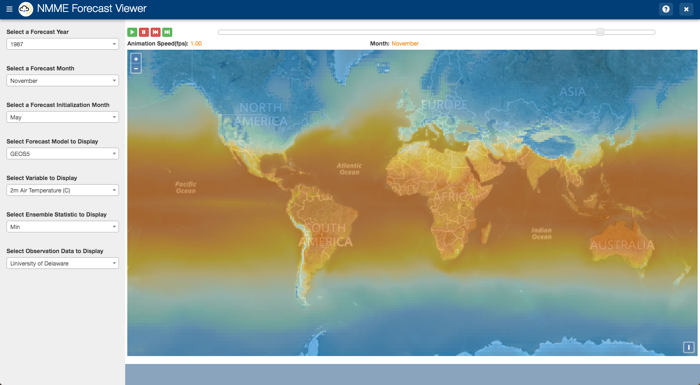 NMME Forecast Viewer
?
Select a Forecast Year
1987
Select a Forecast Month
November
Select a Forecast Initialization Month
May
Select Forecast Model to Display
GEOS5
Select Variable to Display
2m Air Temperature (C)
Select Ensemble Statistic to Display
Min
Select Observation Data to Display
University of Delaware
Animation Speed(fps): 1.00
Month: November
+
−
NORTH
AMERICA
EUROPE
ASIA
Atlantic
Ocean
Pacific
Ocean
AFRICA
SOUTH
AMERICA
Indian
Ocean
AUSTRALIA
i